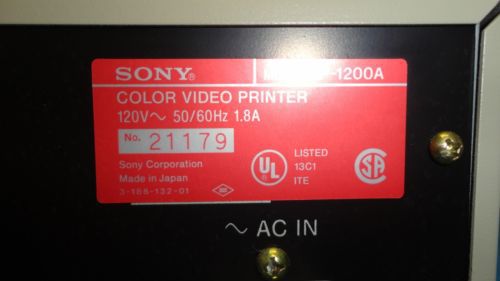 SONY®
-1200A
COLOR VIDEO PRINTER
120V～ 50/60Hz 1.8A
No. 21179
Sony Corporation
Made in Japan
3-188-132-01
UL®
LISTED
13C1
ITE
SA
～ AC IN